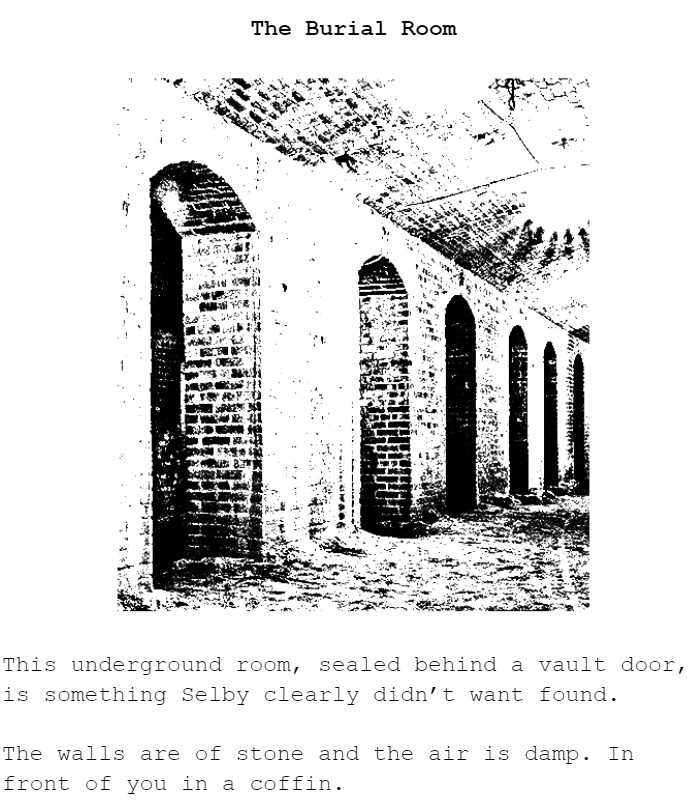 The Burial Room
This underground room, sealed behind a vault door,
is something Selby clearly didn’t want found.
The walls are of stone and the air is damp. In
front of you in a coffin.